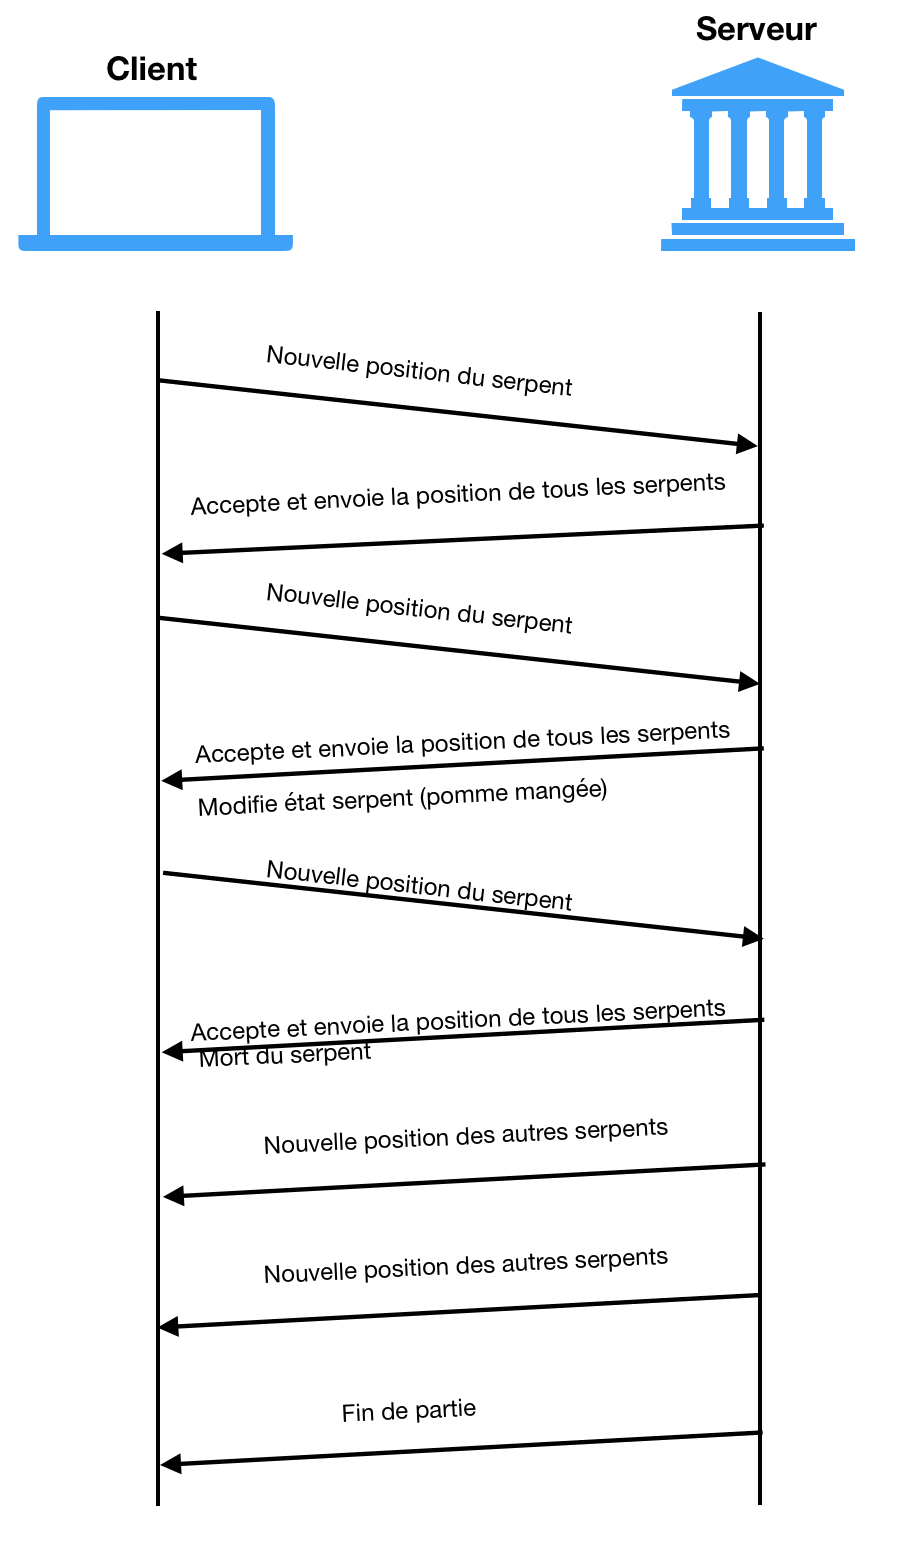 Serveur
Client
Nouvelle position du serpent
Accepte et envoie la position de tous les serpents
Nouvelle position du serpent
Accepte et envoie la position de tous les serpents
Modifie état serpent (pomme mangée)
Nouvelle position du serpent
Accepte et envoie la position de tous les serpents
Mort du serpent
Nouvelle position des autres serpents
Nouvelle position des autres serpents
Fin de partie